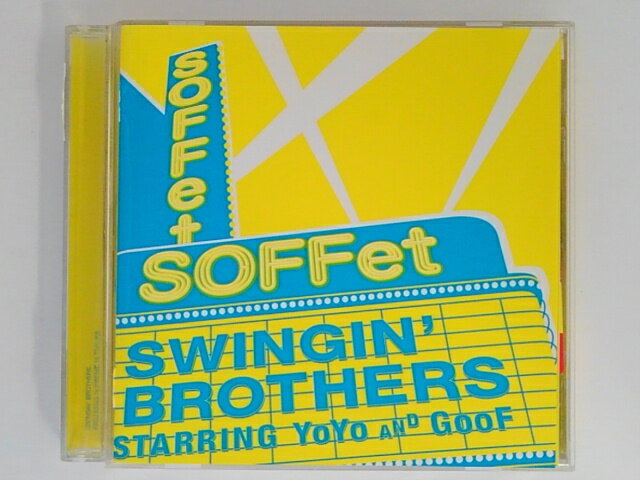 SOFFet
SOFFet
SWINGIN'
BROTHERS
STARRING YoYo AND GooF